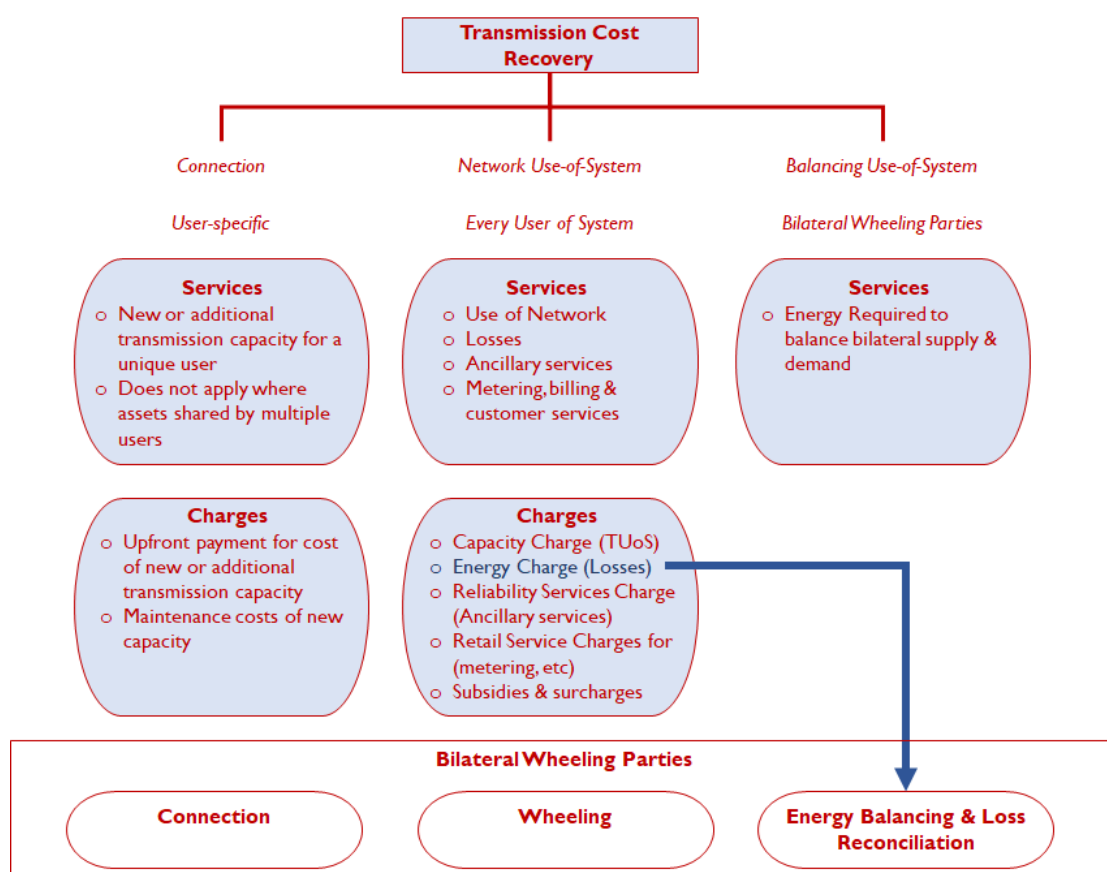 Transmission Cost
Recovery
Connection
Network Use-of-System
Balancing Use-of-System
User-specific
Every User of System
Bilateral Wheeling Parties
Services
o New or additional
transmission capacity for a
unique user
o Does not apply where
assets shared by multiple
users
Services
o Use of Network
o Losses
o Ancillary services
o Metering, billing &
customer services
Services
o Energy Required to
balance bilateral supply &
demand
Charges
o Upfront payment for cost
of new or additional
transmission capacity
o Maintenance costs of new
capacity
Charges
o Capacity Charge (TUoS)
o Energy Charge (Losses)
o Reliability Services Charge
(Ancillary services)
o Retail Service Charges for
(metering, etc)
o Subsidies & surcharges
Bilateral Wheeling Parties
Connection
Wheeling
Energy Balancing & Loss
Reconciliation